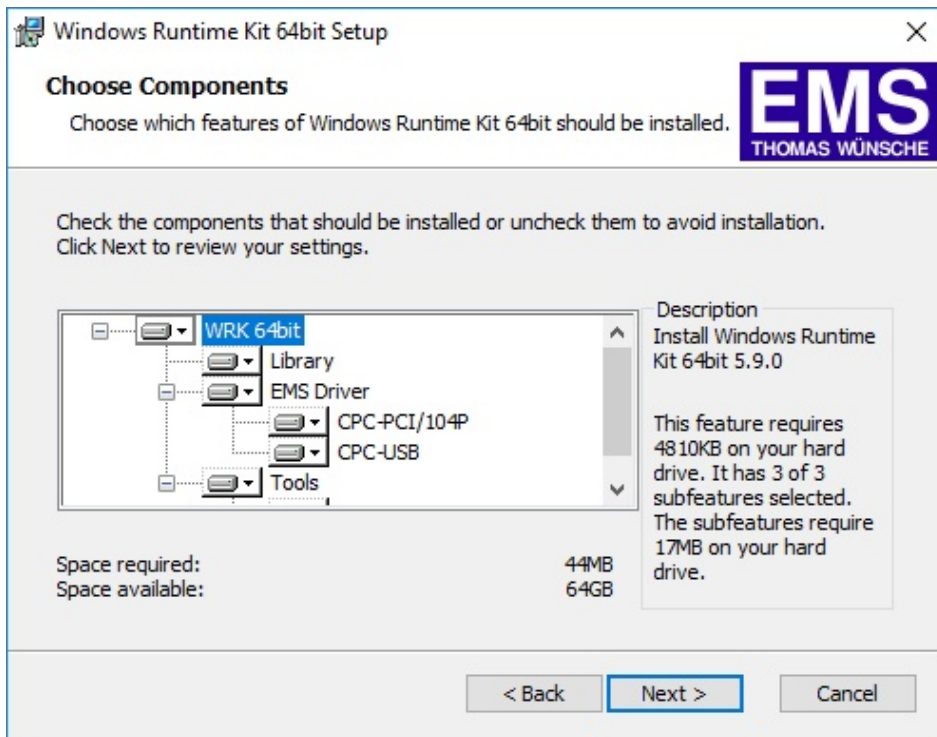 Windows Runtime Kit 64bit Setup
Choose Components
Choose which features of Windows Runtime Kit 64bit should be installed.
EMS
THOMAS WÜNSCHE
Check the components that should be installed or uncheck them to avoid installation.
Click Next to review your settings.
WRK 64bit
Library
EMS Driver
CPC-PCI/104P
CPC-USB
Tools
Description
Install Windows Runtime
Kit 64bit 5.9.0
This feature requires
4810KB on your hard
drive. It has 3 of 3
subfeatures selected.
The subfeatures require
17MB on your hard
drive.
Space required: 44MB
Space available: 64GB
< Back Next > Cancel